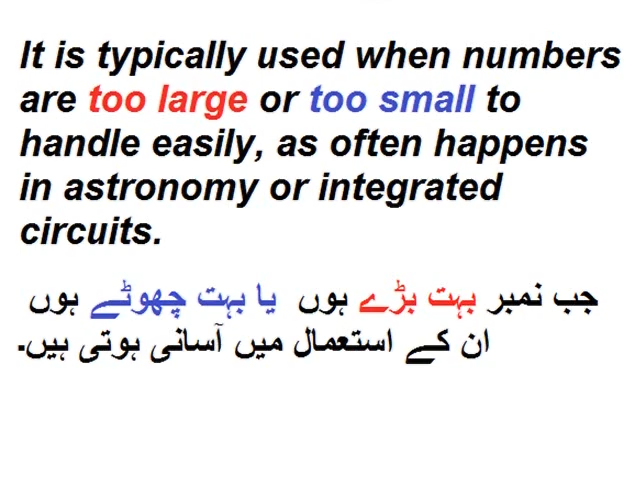 It is typically used when numbers
are too large or too small to
handle easily, as often happens
in astronomy or integrated
circuits.
جب نمبر بہت بڑے ہوں یا بہت چھوٹے ہوں
ان کے استعمال میں آسانی ہوتی ہیں۔